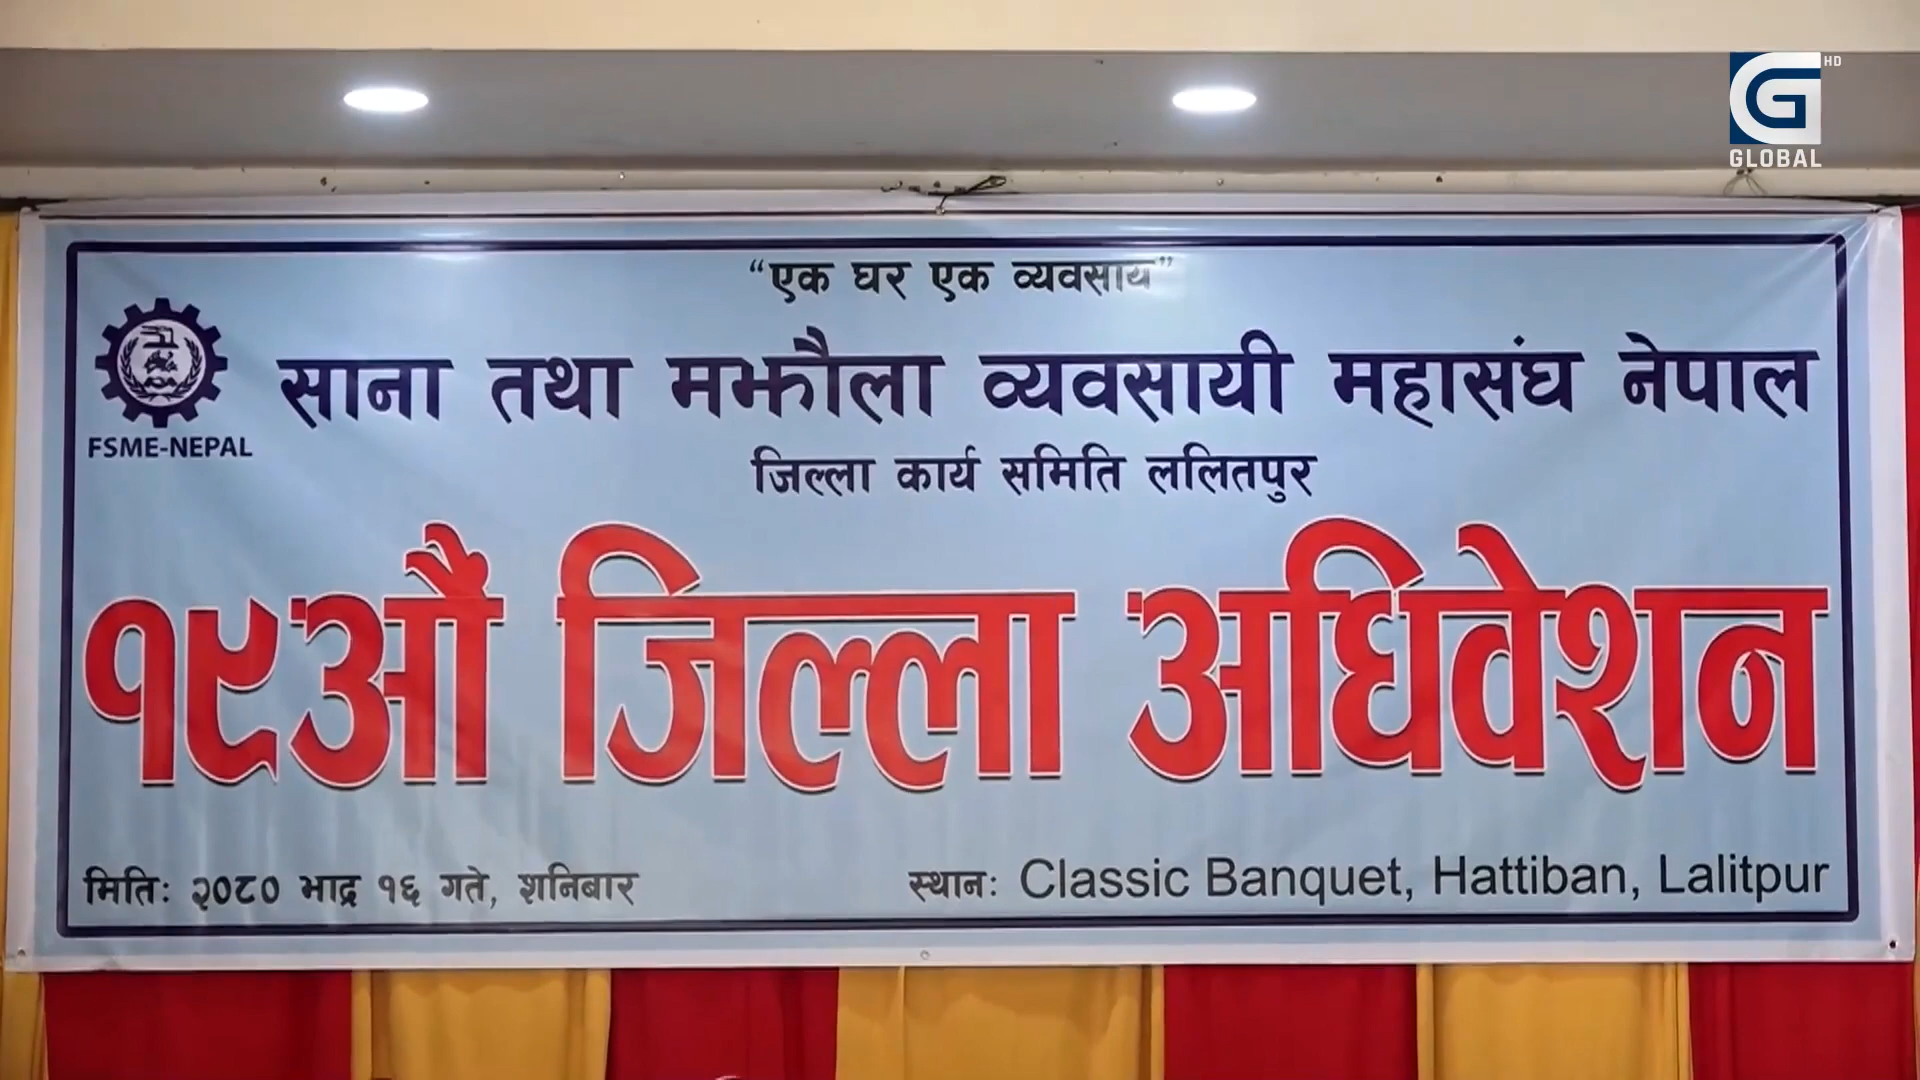 HD
GLOBAL
“एक घर एक व्यवसाय”
साना तथा मझौला व्यवसायी महासंघ नेपाल
FSME-NEPAL
जिल्ला कार्य समिति ललितपुर
१९औं जिल्ला अधिवेशन
मितिः २०८० भाद्र १६ गते, शनिबार
स्थानः Classic Banquet, Hattiban, Lalitpur